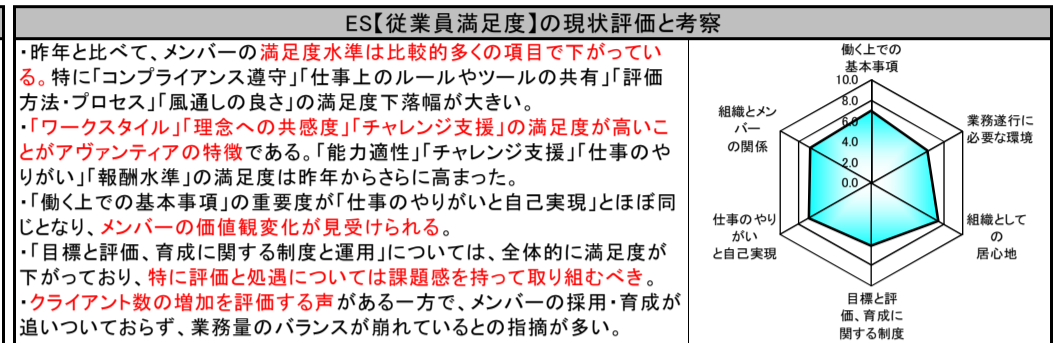 ES【従業員満足度】の現状評価と考察
・昨年と比べて、メンバーの満足度水準は比較的多くの項目で下がってい
る。特に「コンプライアンス遵守」「仕事上のルールやツールの共有」「評価
方法・プロセス」「風通しの良さ」の満足度下落幅が大きい。
・「ワークスタイル」「理念への共感度」「チャレンジ支援」の満足度が高いこ
とがアヴァンティアの特徴である。「能力適性」「チャレンジ支援」「仕事のや
りがい」「報酬水準」の満足度は昨年からさらに高まった。
・「働く上での基本事項」の重要度が「仕事のやりがいと自己実現」とほぼ同
じとなり、メンバーの価値観変化が見受けられる。
・「目標と評価、育成に関する制度と運用」については、全体的に満足度が
下がっており、特に評価と処遇については課題感を持って取り組むべき。
・クライアント数の増加を評価する声がある一方で、メンバーの採用・育成が
追いついておらず、業務量のバランスが崩れているとの指摘が多い。
働く上での
基本事項
10.0
8.0
6.0
4.0
2.0
0.0
業務遂行に
必要な環境
組織として
の
居心地
目標と評
価、育成に
関する制度
仕事のやり
がい
と自己実現
組織とメン
バー
の関係